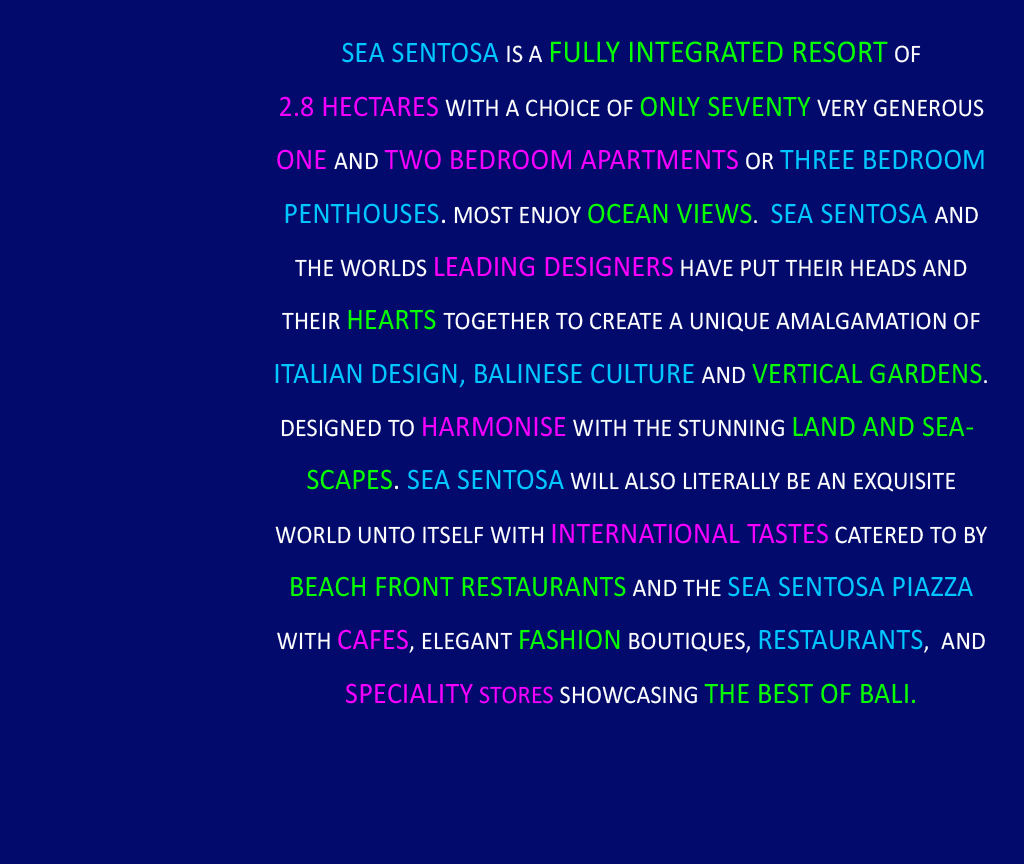 SEA SENTOSA IS A FULLY INTEGRATED RESORT OF
2.8 HECTARES WITH A CHOICE OF ONLY SEVENTY VERY GENEROUS
ONE AND TWO BEDROOM APARTMENTS OR THREE BEDROOM
PENTHOUSES. MOST ENJOY OCEAN VIEWS.  SEA SENTOSA AND
THE WORLDS LEADING DESIGNERS HAVE PUT THEIR HEADS AND
THEIR HEARTS TOGETHER TO CREATE A UNIQUE AMALGAMATION OF
ITALIAN DESIGN, BALINESE CULTURE AND VERTICAL GARDENS.
DESIGNED TO HARMONISE WITH THE STUNNING LAND AND SEA-
SCAPES. SEA SENTOSA WILL ALSO LITERALLY BE AN EXQUISITE
WORLD UNTO ITSELF WITH INTERNATIONAL TASTES CATERED TO BY
BEACH FRONT RESTAURANTS AND THE SEA SENTOSA PIAZZA
WITH CAFES, ELEGANT FASHION BOUTIQUES, RESTAURANTS,  AND
SPECIALITY STORES SHOWCASING THE BEST OF BALI.